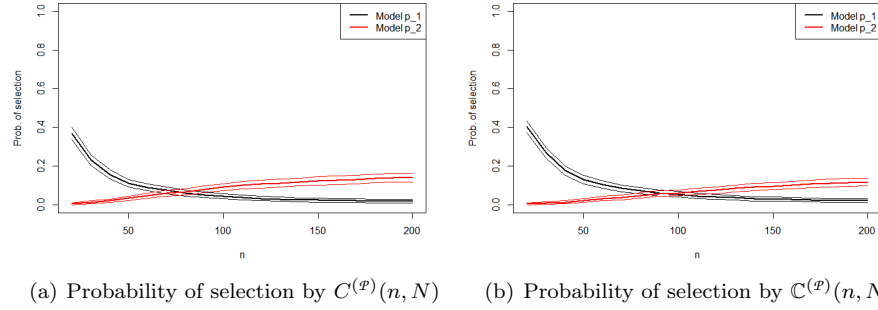 Model p_1
Model p_2
Prob. of selection
1.0
0.8
0.6
0.4
0.2
0.0
50
100
150
200
n
(a) Probability of selection by $C^{(p)}(n, N)$
Model p_1
Model p_2
Prob. of selection
1.0
0.8
0.6
0.4
0.2
0.0
50
100
150
200
n
(b) Probability of selection by $\mathbb{C}^{(p)}(n, N$